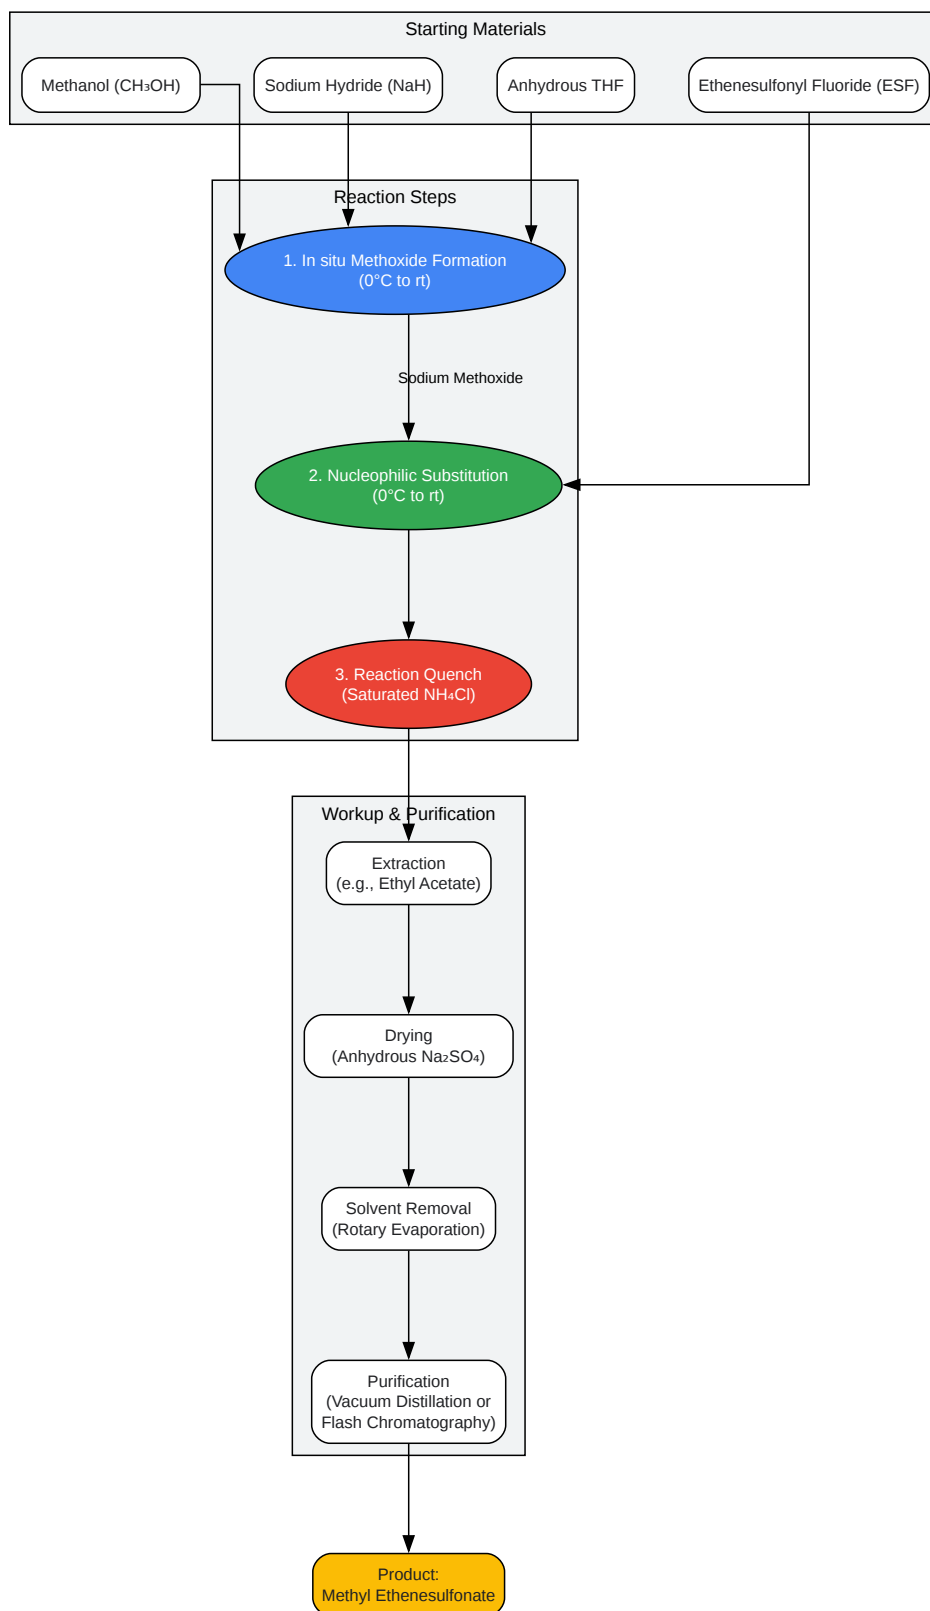 Starting Materials
Methanol (CH₃OH)
Sodium Hydride (NaH)
Anhydrous THF
Ethenesulfonyl Fluoride (ESF)
Reaction Steps
1. In situ Methoxide Formation
(0°C to rt)
Sodium Methoxide
2. Nucleophilic Substitution
(0°C to rt)
3. Reaction Quench
(Saturated NH₄Cl)
Workup & Purification
Extraction
(e.g., Ethyl Acetate)
Drying
(Anhydrous Na₂SO₄)
Solvent Removal
(Rotary Evaporation)
Purification
(Vacuum Distillation or
Flash Chromatography)
Product:
Methyl Ethenesulfonate